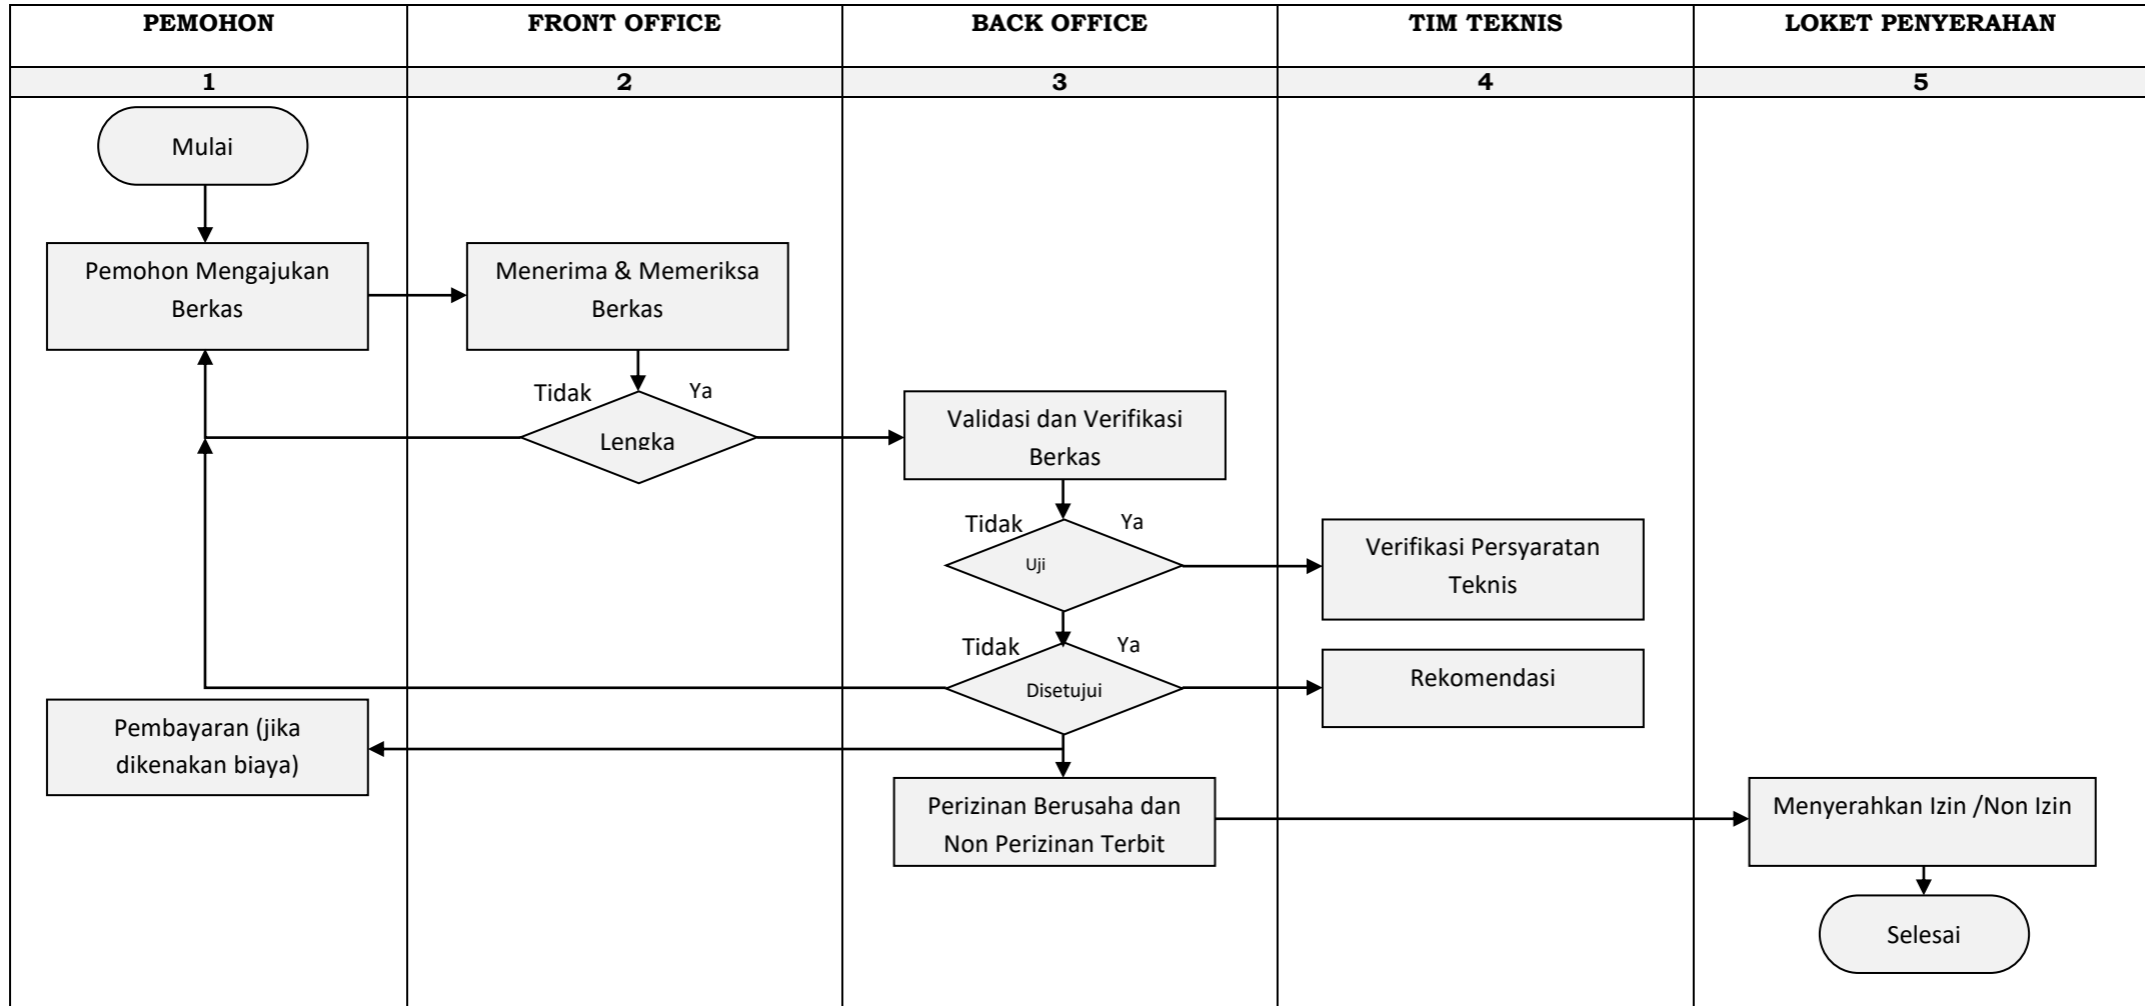 PEMOHON
FRONT OFFICE
BACK OFFICE
TIM TEKNIS
LOKET PENYERAHAN
1
2
3
4
5
Mulai
Pemohon Mengajukan
Berkas
Menerima & Memeriksa
Berkas
Tidak
Ya
Lengka
Validasi dan Verifikasi
Berkas
Tidak
Ya
Uji
Verifikasi Persyaratan
Teknis
Tidak
Ya
Disetujui
Rekomendasi
Pembayaran (jika
dikenakan biaya)
Perizinan Berusaha dan
Non Perizinan Terbit
Menyerahkan Izin /Non Izin
Selesai